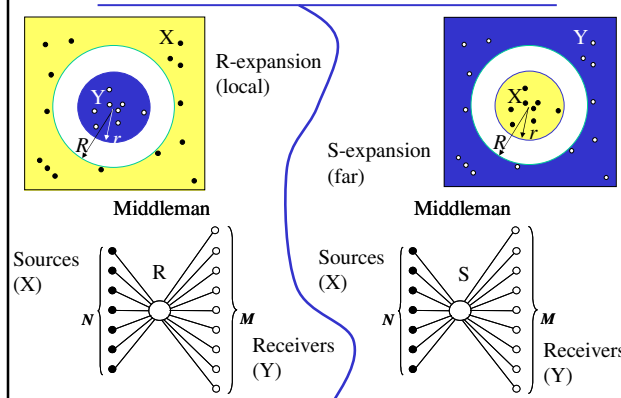 X
Y
R
r
R-expansion
(local)
Middleman
Sources
(X)
R
N
M
Receivers
(Y)
Y
X
R
r
S-expansion
(far)
Middleman
Sources
(X)
S
N
M
Receivers
(Y)